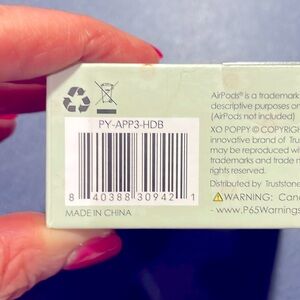 PY-APP3-HDB
8 40388 30942 1
MADE IN CHINA
AirPods® is a trademark
descriptive purposes on
(AirPods not included)
XO POPPY © COPYRIGH
innovative brand of Trus
may be reproduced wi
trademarks and trade n
rights reserved.
Distributed by Truststone
⚠WARNING: Canc
- www.P65Warnings